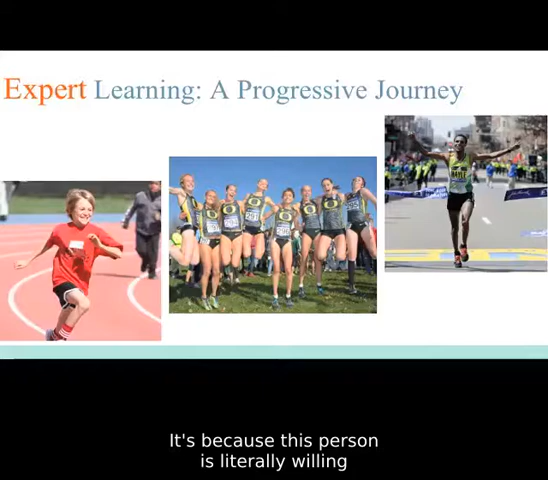 Expert Learning: A Progressive Journey
It's because this person
is literally willing